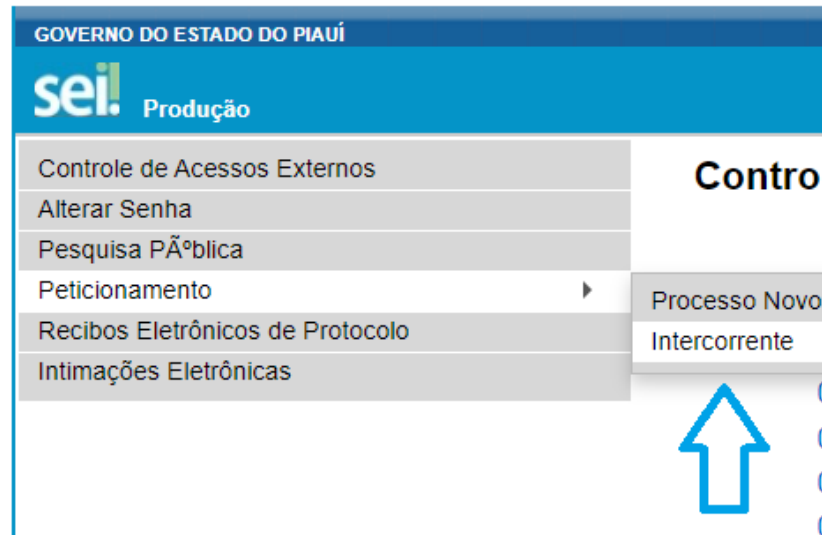 GOVERNO DO ESTADO DO PIAUÍ
sei! Produção
Controle de Acessos Externos
Alterar Senha
Pesquisa PÃºblica
Peticionamento
Recibos Eletrônicos de Protocolo
Intimações Eletrônicas
Contro
Processo Novo
Intercorrente